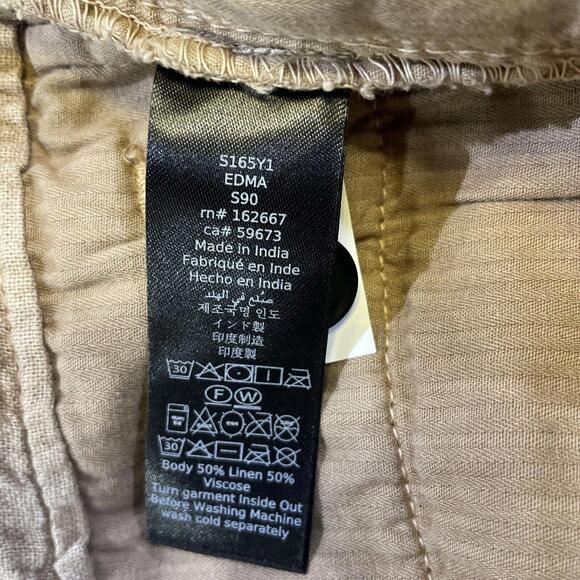 S165Y1
EDMA
S90
rn# 162667
ca# 59673
Made in India
Fabriqué en Inde
Hecho en India
صنع في الهند
제조국명 인도
インド製
印度制造
印度製
30
F W
30
Body 50% Linen 50%
Viscose
Turn garment Inside Out
Before Washing Machine
wash cold separately